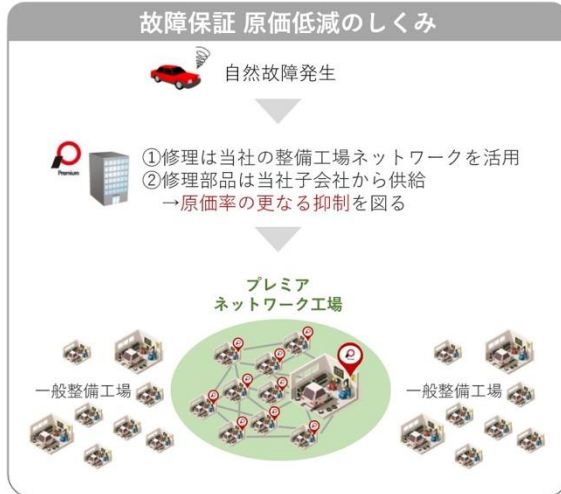 故障保証 原価低減のしくみ
自然故障発生
Premium
①修理は当社の整備工場ネットワークを活用
②修理部品は当社子会社から供給
→原価率の更なる抑制を図る
プレミア
ネットワーク工場
一般整備工場
一般整備工場